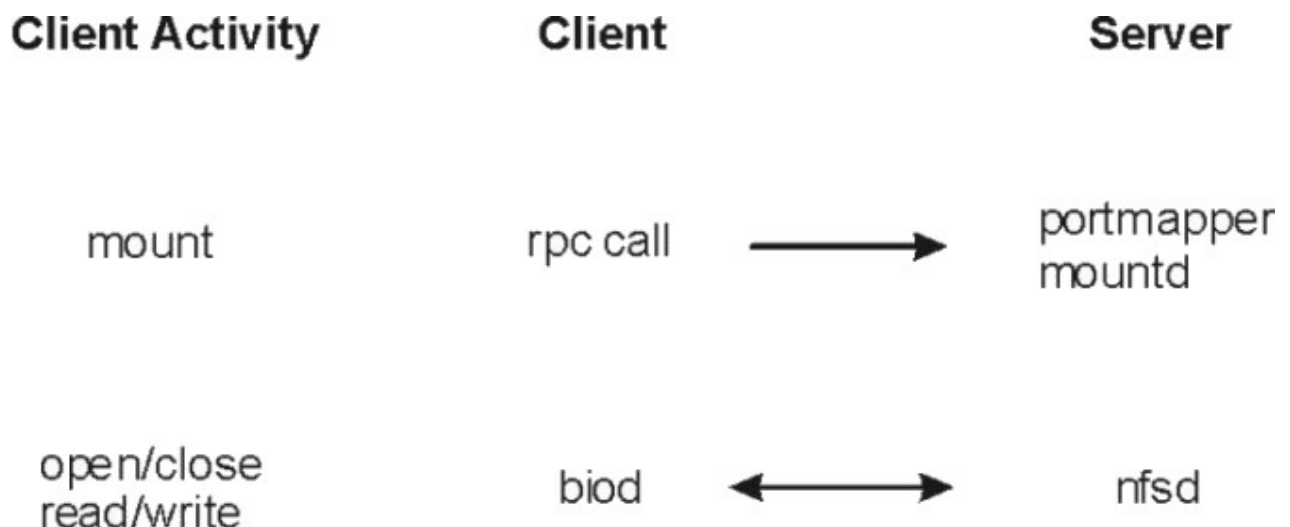 Client Activity Client Server
mount rpc call portmapper
mountd
open/close
read/write biod nfsd